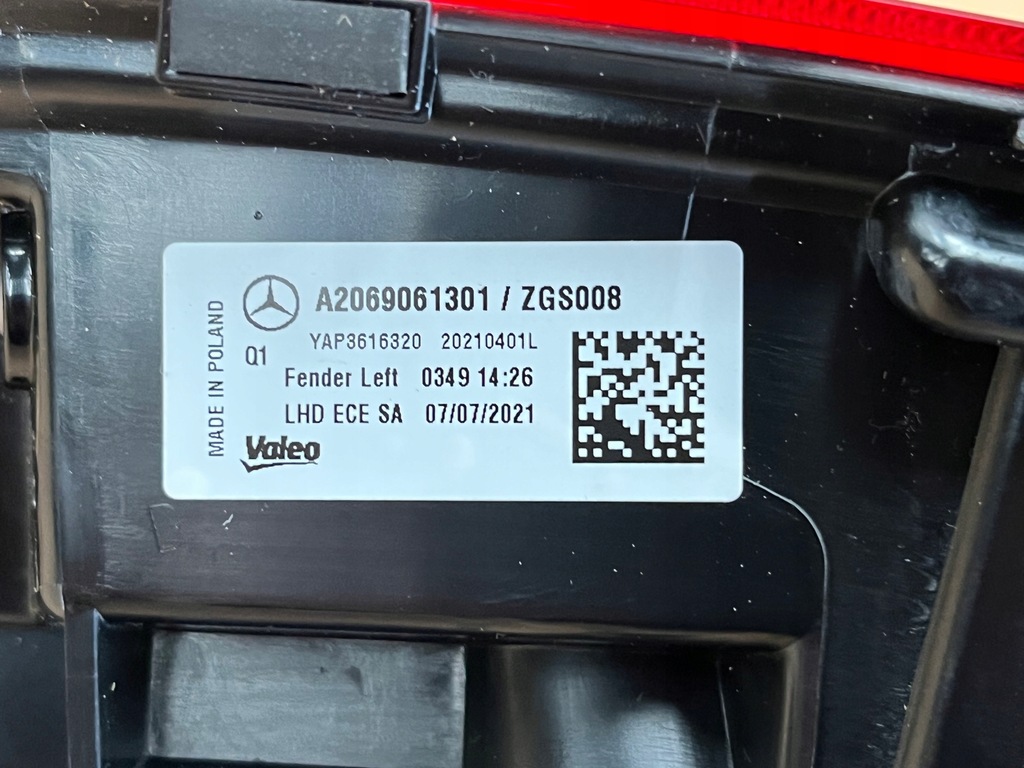 A2069061301 / ZGS008
YAP3616320 20210401L
Q1
Fender Left 0349 14:26
LHD ECE SA 07/07/2021
Valeo
MADE IN POLAND